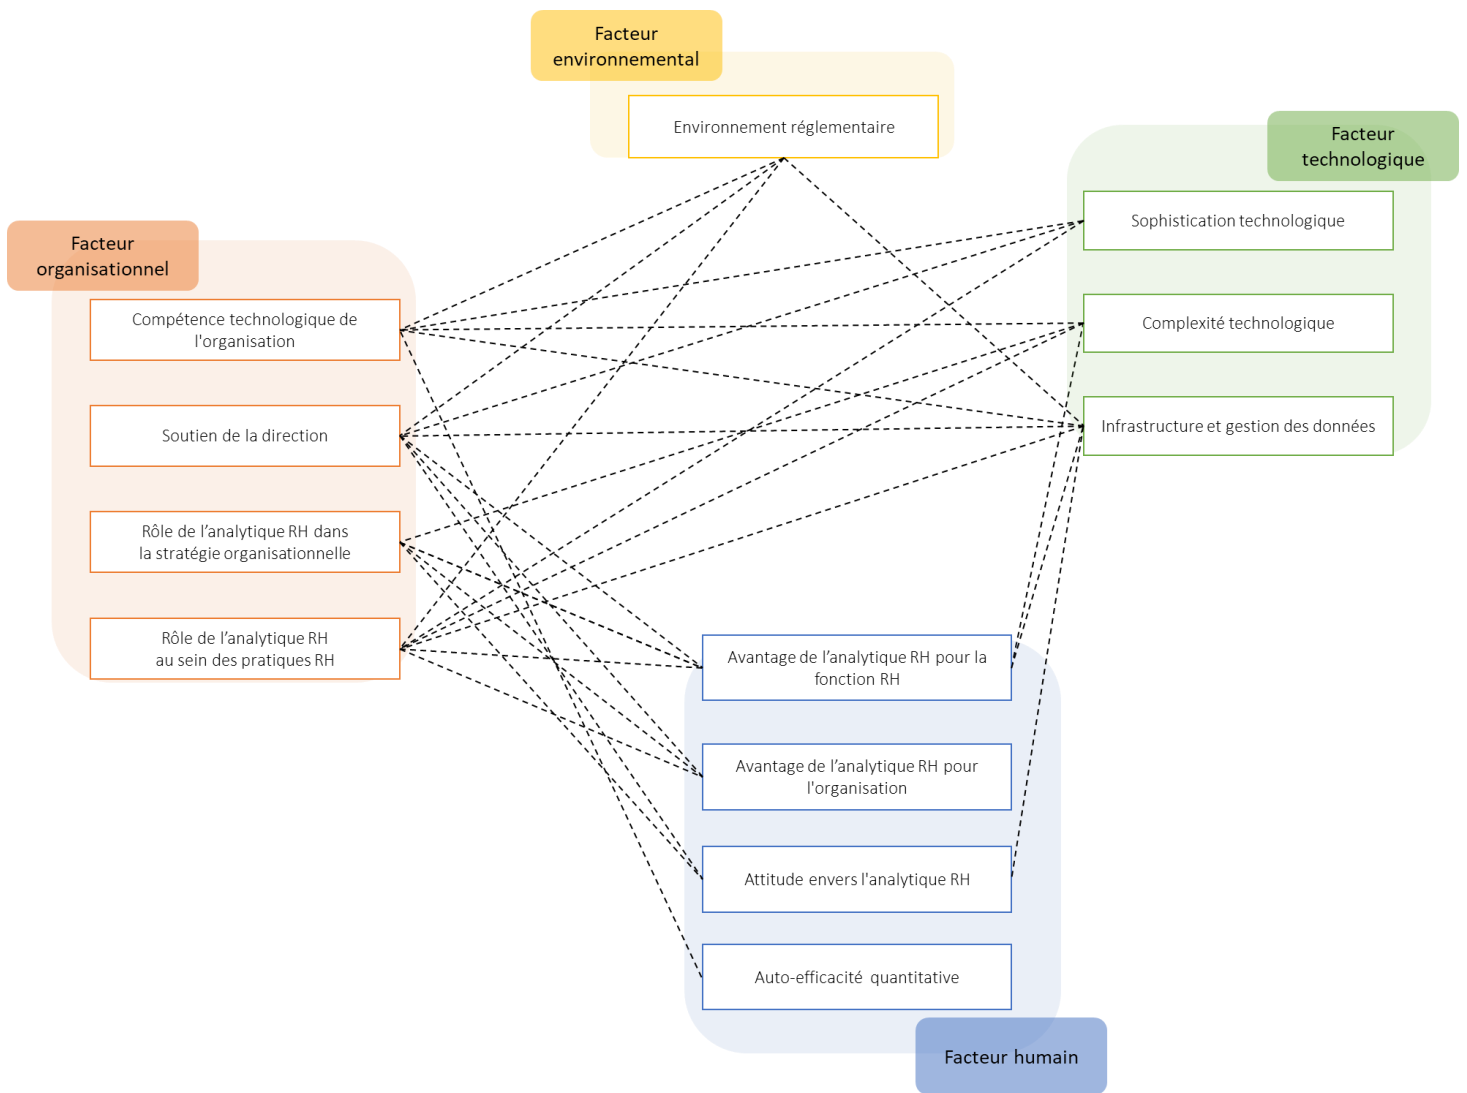 Facteur
environnemental
Environnement réglementaire
Facteur
technologique
Sophistication technologique
Complexité technologique
Infrastructure et gestion des données
Facteur
organisationnel
Compétence technologique de
l'organisation
Soutien de la direction
Rôle de l’analytique RH dans
la stratégie organisationnelle
Rôle de l’analytique RH
au sein des pratiques RH
Avantage de l’analytique RH pour la
fonction RH
Avantage de l’analytique RH pour
l'organisation
Attitude envers l'analytique RH
Auto-efficacité quantitative
Facteur humain